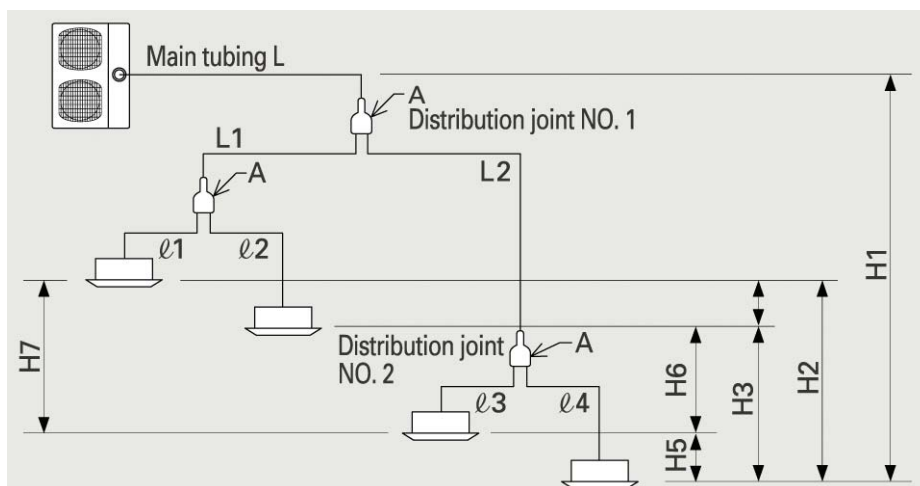 Main tubing L
A
Distribution joint NO. 1
L1
L2
A
ℓ1
ℓ2
H1
H7
Distribution joint
NO. 2
A
H6
H3
H2
ℓ3
ℓ4
H5